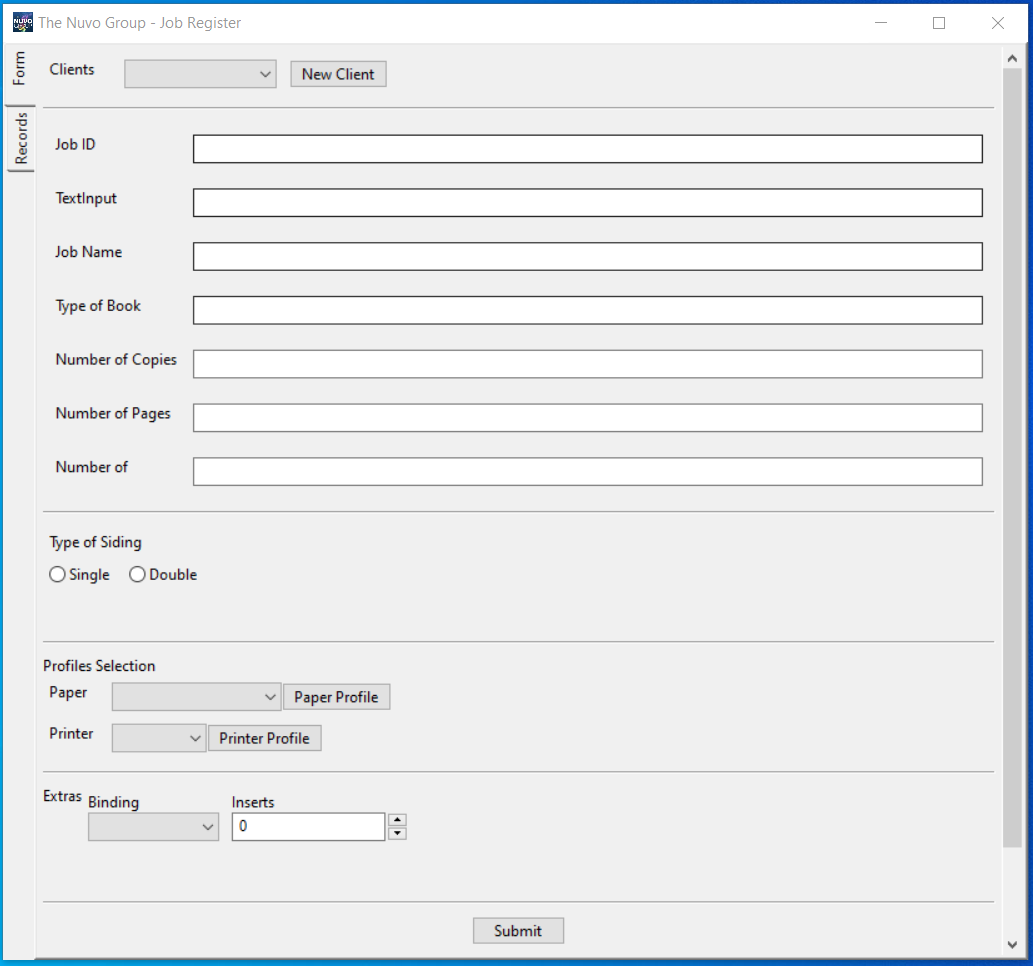 The Nuvo Group - Job Register
Form
Records
Clients
New Client
Job ID
TextInput
Job Name
Type of Book
Number of Copies
Number of Pages
Number of
Type of Siding
Single Double
Profiles Selection
Paper
Paper Profile
Printer
Printer Profile
Extras Binding Inserts
0
Submit